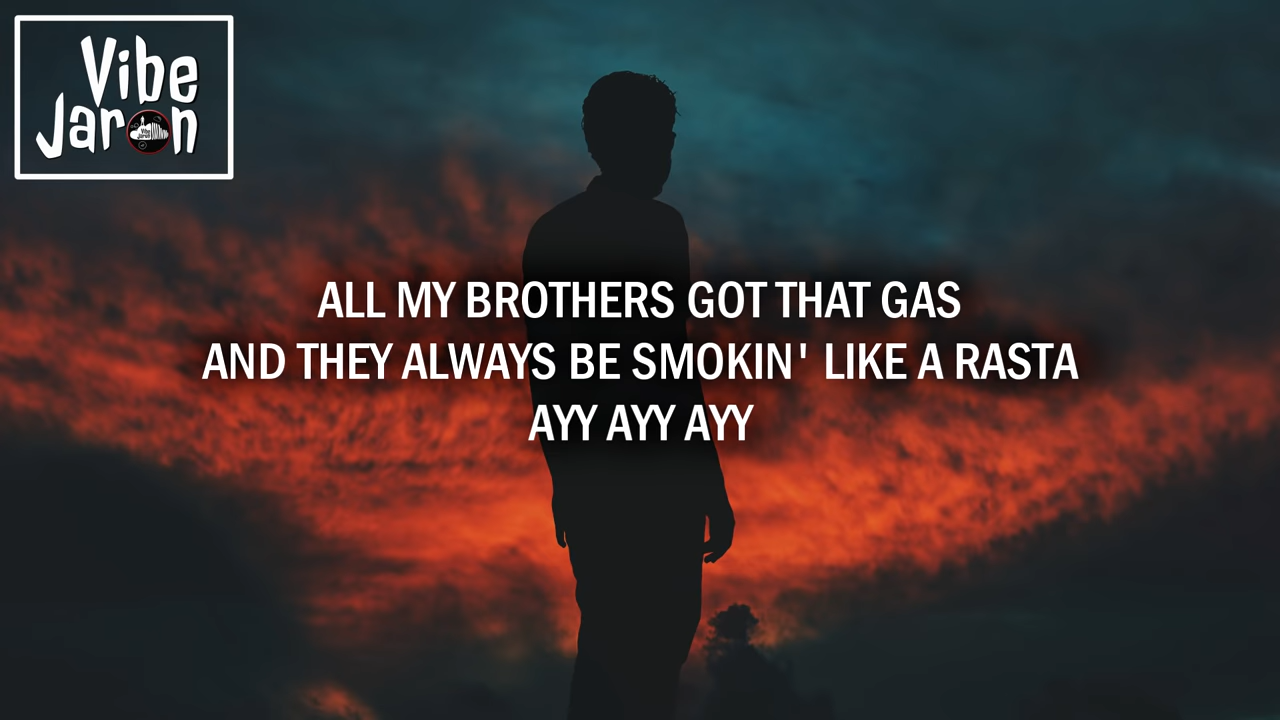 Vibe
Jaron
ALL MY BROTHERS GOT THAT GAS
AND THEY ALWAYS BE SMOKIN' LIKE A RASTA
AYY AYY AYY